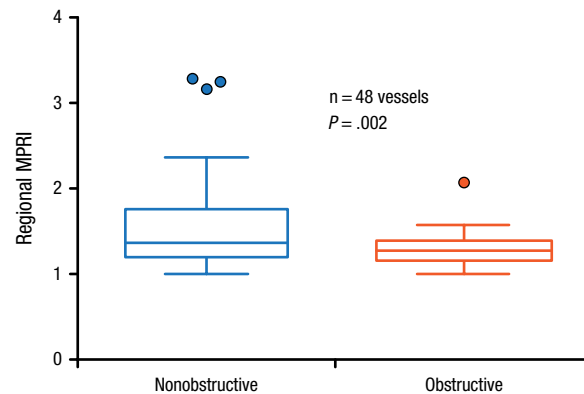 4
3
2
1
0
Regional MPRI
n = 48 vessels
P = .002
Nonobstructive
Obstructive